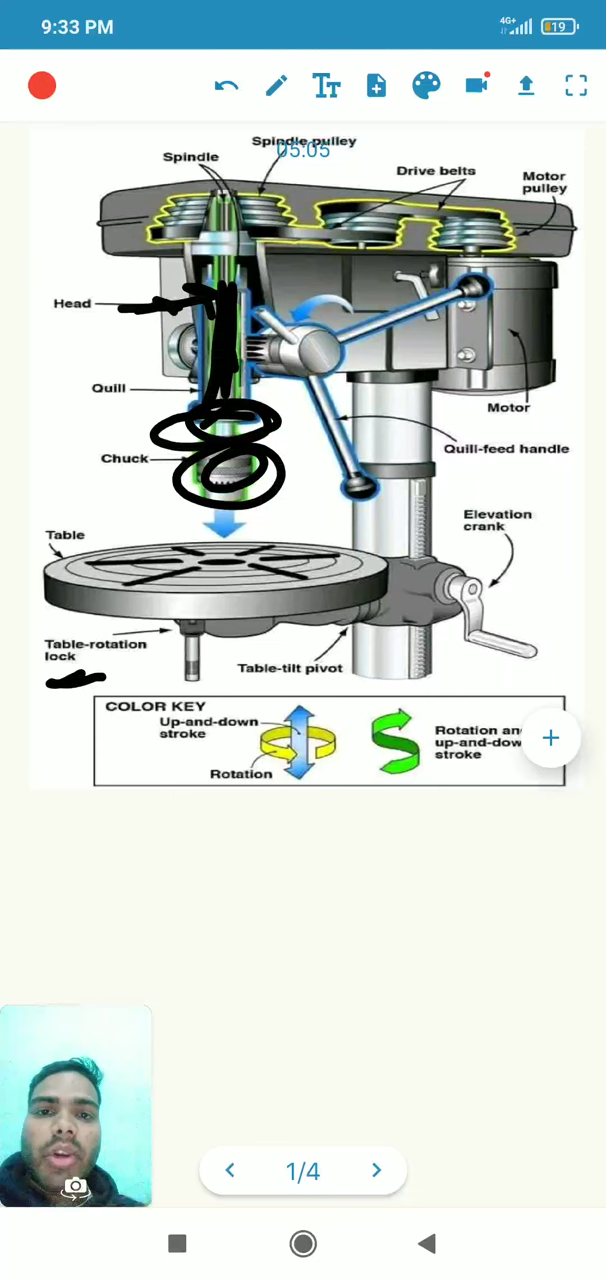 9:33 PM
4G+
19
TT
Spindle pulley
05:05
Spindle
Drive belts
Motor
pulley
Head
Quill
Motor
Quill-feed handle
Chuck
Elevation
crank
Table
Table-rotation
lock
Table-tilt pivot
COLOR KEY
Up-and-down
stroke
Rotation
Rotation an
up-and-dow
stroke
1/4